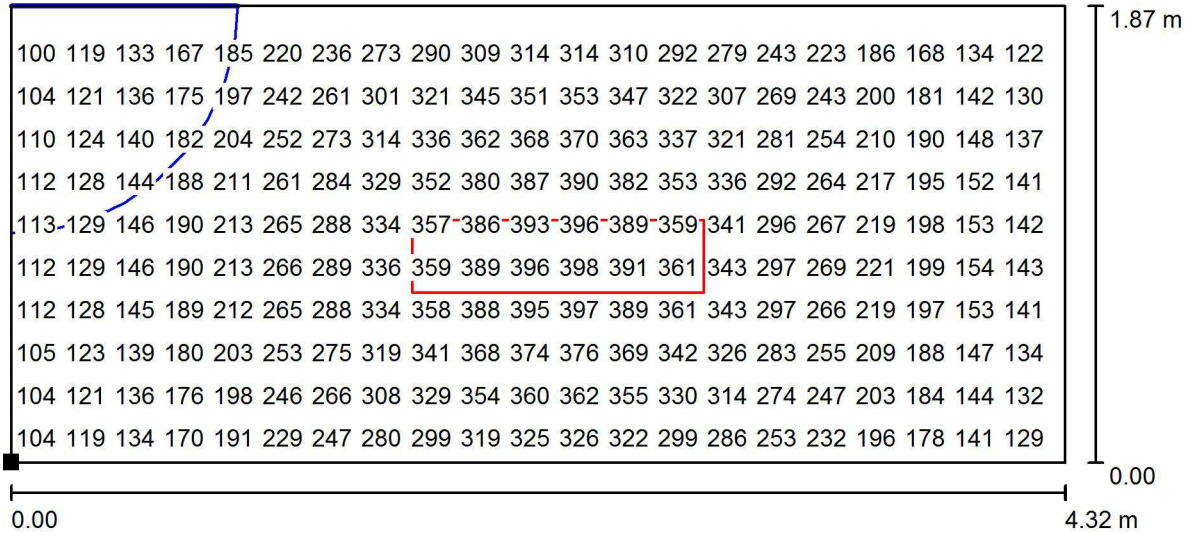 1.87 m
100 119 133 167 185 220 236 273 290 309 314 314 310 292 279 243 223 186 168 134 122
104 121 136 175 197 242 261 301 321 345 351 353 347 322 307 269 243 200 181 142 130
110 124 140 182 204 252 273 314 336 362 368 370 363 337 321 281 254 210 190 148 137
112 128 144 188 211 261 284 329 352 380 387 390 382 353 336 292 264 217 195 152 141
113 129 146 190 213 265 288 334 357 386 393 396 389 359 341 296 267 219 198 153 142
112 129 146 190 213 266 289 336 359 389 396 398 391 361 343 297 269 221 199 154 143
112 128 145 189 212 265 288 334 358 388 395 397 389 361 343 297 266 219 197 153 141
105 123 139 180 203 253 275 319 341 368 374 376 369 342 326 283 255 209 188 147 134
104 121 136 176 198 246 266 308 329 354 360 362 355 330 314 274 247 203 184 144 132
104 119 134 170 191 229 247 280 299 319 325 326 322 299 286 253 232 196 178 141 129
0.00
0.00 4.32 m